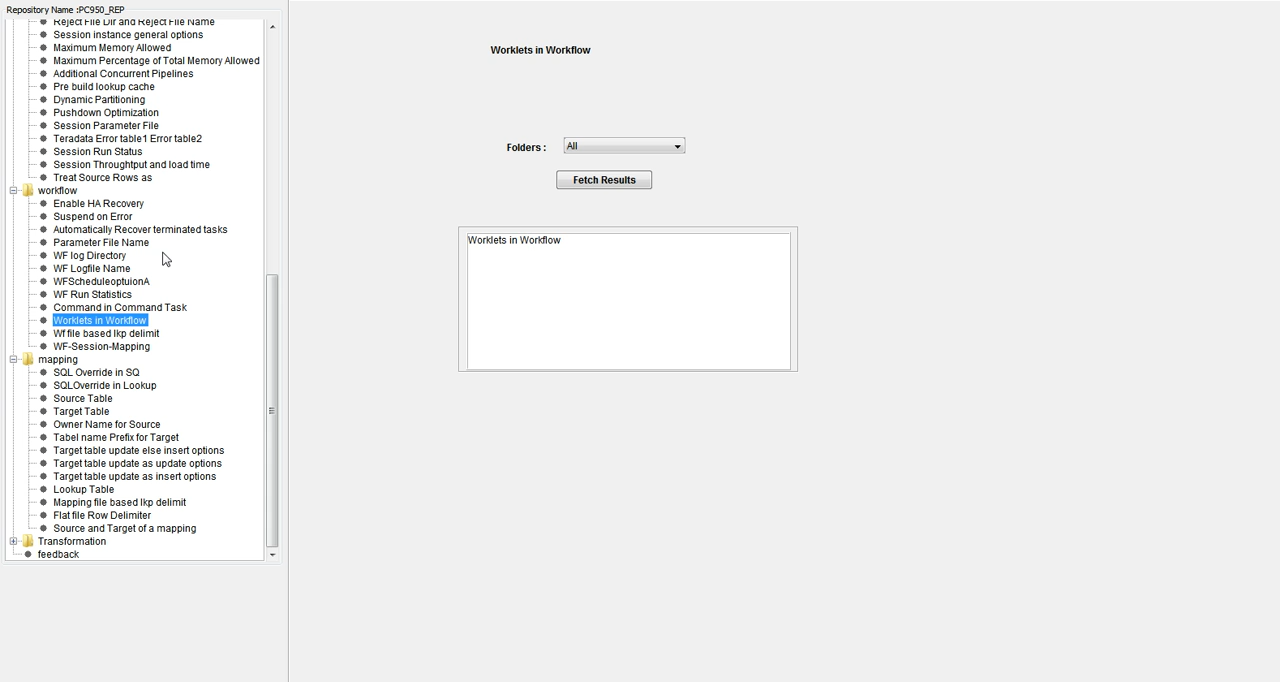 Repository Name :PC950_REP
Reject File Dir and Reject File Name
Session instance general options
Maximum Memory Allowed
Maximum Percentage of Total Memory Allowed
Additional Concurrent Pipelines
Pre build lookup cache
Dynamic Partitioning
Pushdown Optimization
Session Parameter File
Teradata Error table1 Error table2
Session Run Status
Session Throughtput and load time
Treat Source Rows as
workflow
Enable HA Recovery
Suspend on Error
Automatically Recover terminated tasks
Parameter File Name
WF log Directory
WF Logfile Name
WFScheduleoptuionA
WF Run Statistics
Command in Command Task
Worklets in Workflow
Wf file based lkp delimit
WF-Session-Mapping
mapping
SQL Override in SQ
SQLOverride in Lookup
Source Table
Target Table
Owner Name for Source
Tabel name Prefix for Target
Target table update else insert options
Target table update as update options
Target table update as insert options
Lookup Table
Mapping file based lkp delimit
Flat file Row Delimiter
Source and Target of a mapping
Transformation
feedback
Worklets in Workflow
Folders : All
Fetch Results
Worklets in Workflow